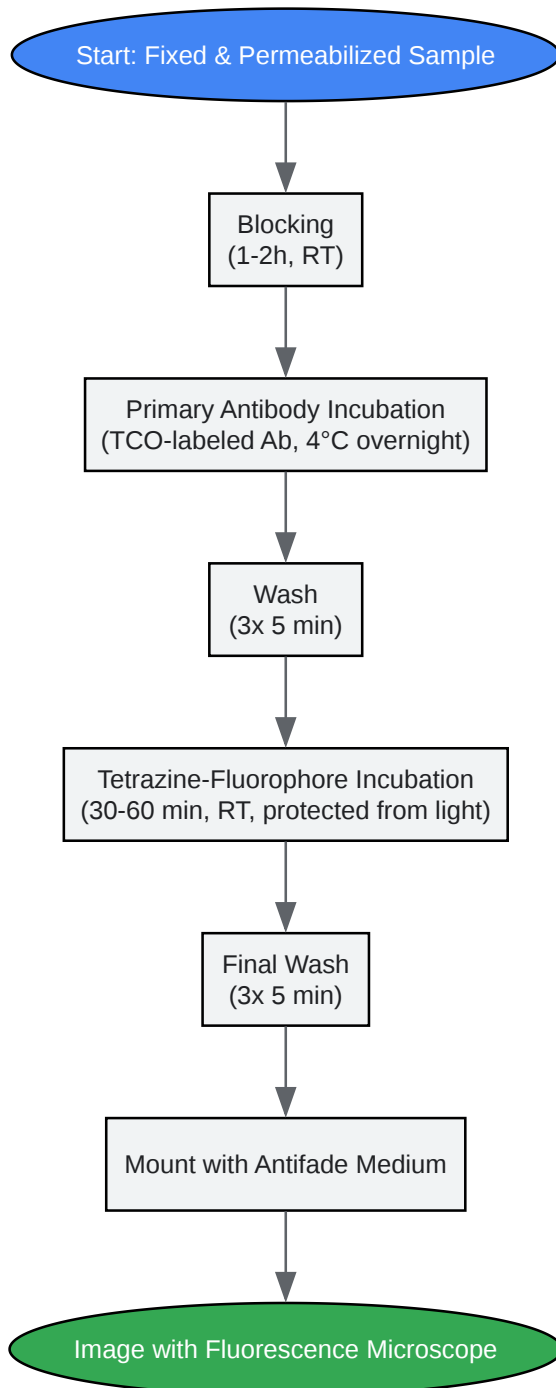 Start: Fixed & Permeabilized Sample
Blocking
(1-2h, RT)
Primary Antibody Incubation
(TCO-labeled Ab, 4°C overnight)
Wash
(3x 5 min)
Tetrazine-Fluorophore Incubation
(30-60 min, RT, protected from light)
Final Wash
(3x 5 min)
Mount with Antifade Medium
Image with Fluorescence Microscope